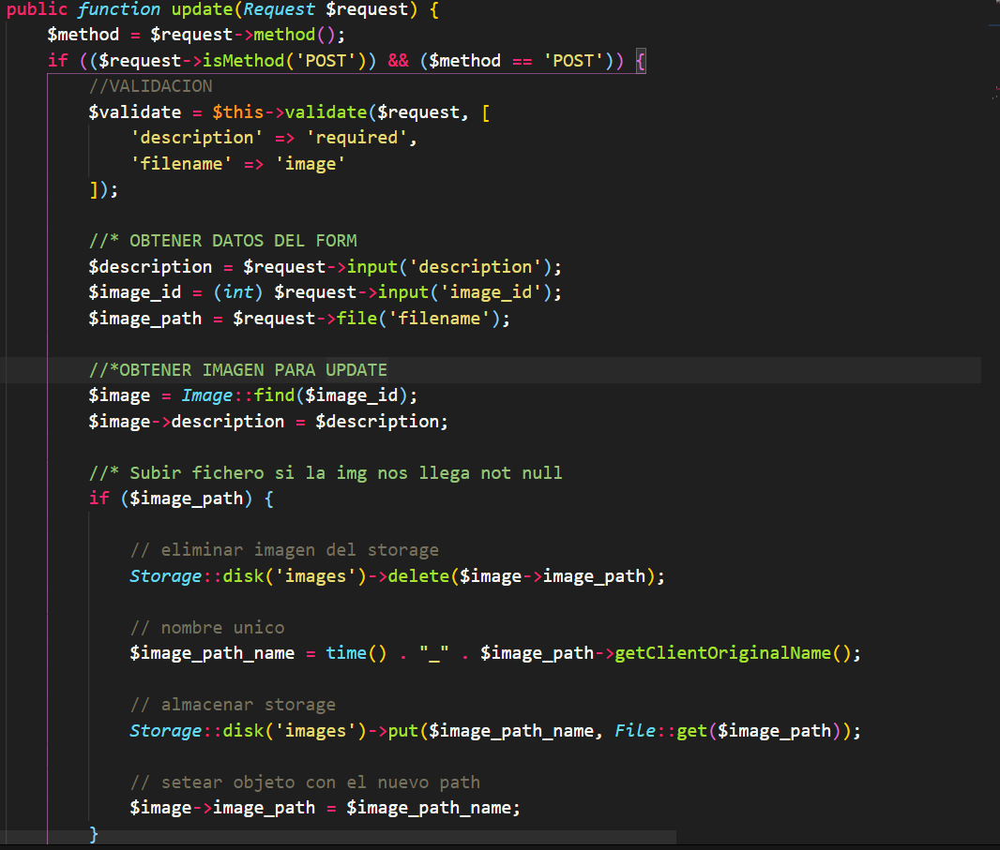 public function update(Request $request) {
$method = $request->method();
if (($request->isMethod('POST')) && ($method == 'POST')) {
//VALIDACION
$validate = $this->validate($request, [
'description' => 'required',
'filename' => 'image'
]);
//* OBTENER DATOS DEL FORM
$description = $request->input('description');
$image_id = (int) $request->input('image_id');
$image_path = $request->file('filename');
//*OBTENER IMAGEN PARA UPDATE
$image = Image::find($image_id);
$image->description = $description;
//* Subir fichero si la img nos llega not null
if ($image_path) {
// eliminar imagen del storage
Storage::disk('images')->delete($image->image_path);
// nombre unico
$image_path_name = time() . "_" . $image_path->getClientOriginalName();
// almacenar storage
Storage::disk('images')->put($image_path_name, File::get($image_path));
// setear objeto con el nuevo path
$image->image_path = $image_path_name;
}